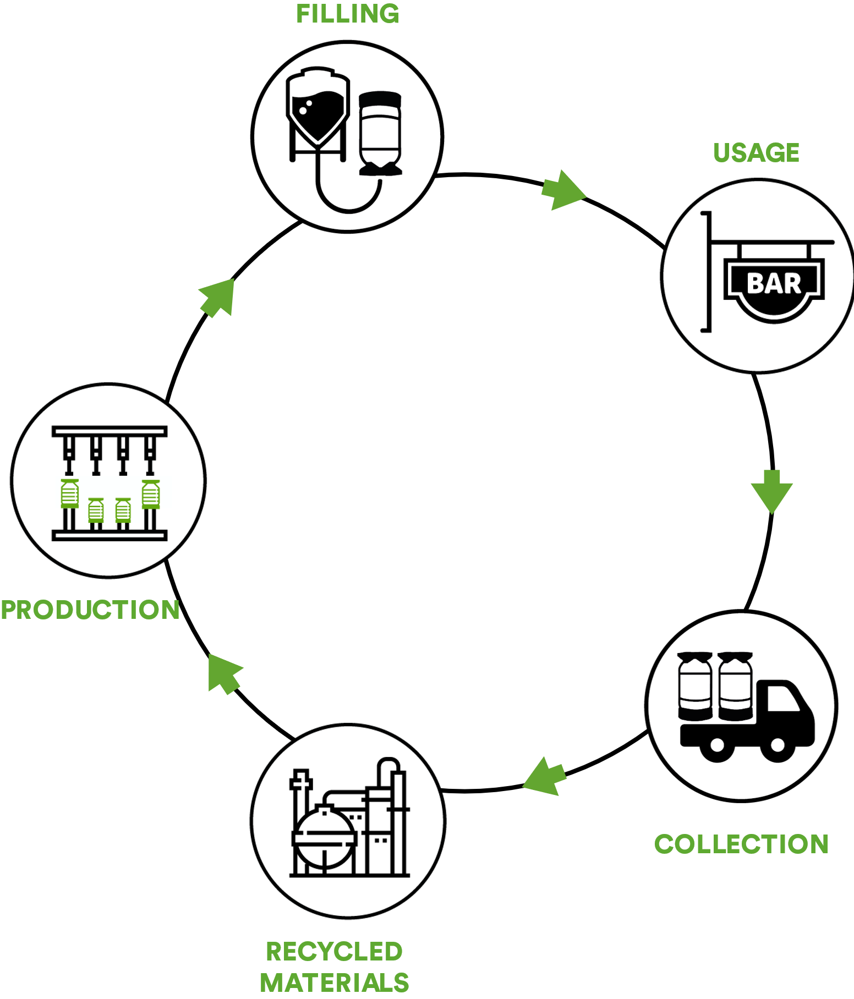 FILLING
USAGE
BAR
PRODUCTION
COLLECTION
RECYCLED
MATERIALS